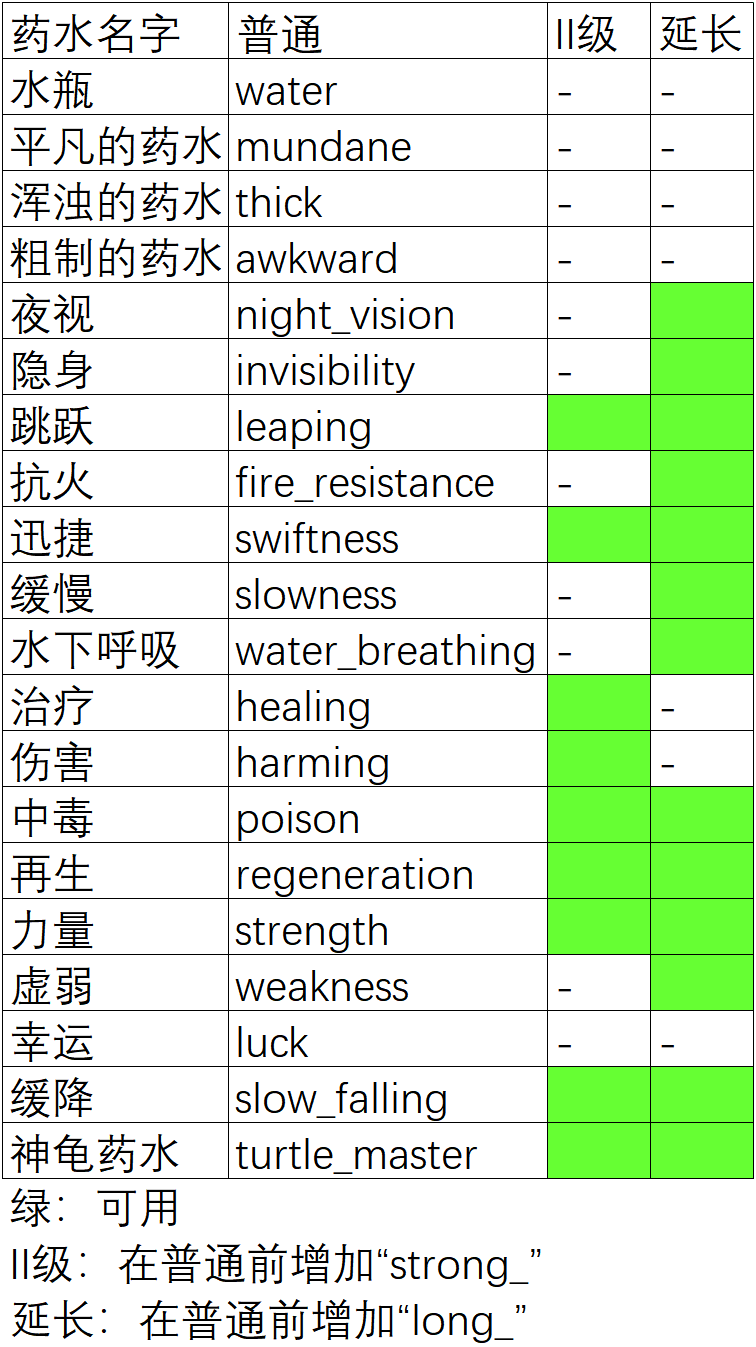 药水名字 普通 II级 延长
水瓶 water - -
平凡的药水 mundane - -
浑浊的药水 thick - -
粗制的药水 awkward - -
夜视 night_vision -
隐身 invisibility -
跳跃 leaping
抗火 fire_resistance -
迅捷 swiftness
缓慢 slowness -
水下呼吸 water_breathing -
治疗 healing -
伤害 harming -
中毒 poison
再生 regeneration
力量 strength
虚弱 weakness -
幸运 luck - -
缓降 slow_falling
神龟药水 turtle_master
绿：可用
II级：在普通前增加“strong_”
延长：在普通前增加“long_”